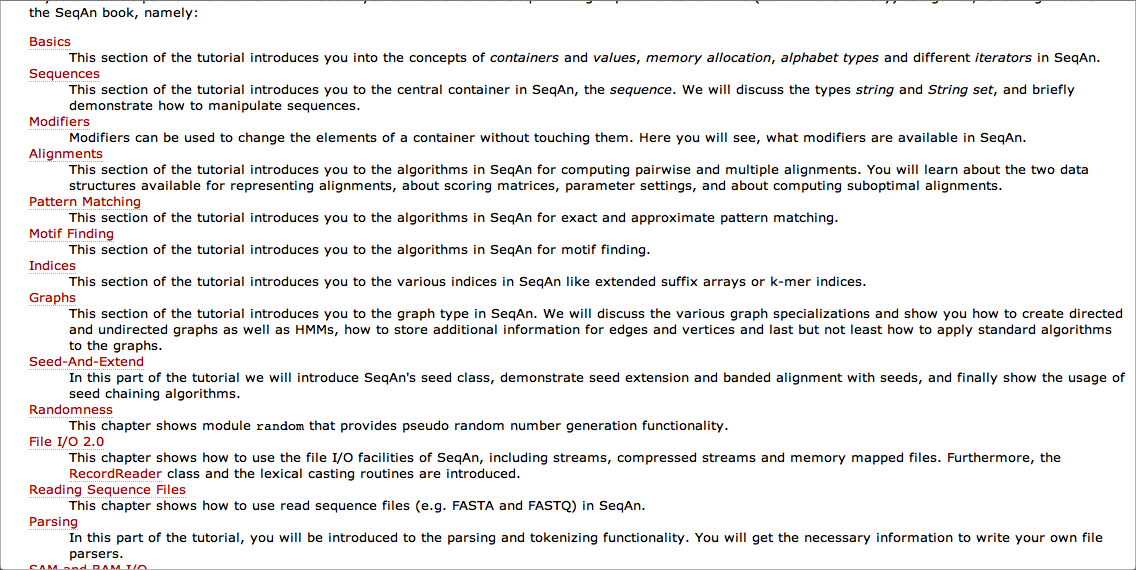 the SeqAn book, namely:
Basics
This section of the tutorial introduces you into the concepts of containers and values, memory allocation, alphabet types and different iterators in SeqAn.
Sequences
This section of the tutorial introduces you to the central container in SeqAn, the sequence. We will discuss the types string and String set, and briefly
demonstrate how to manipulate sequences.
Modifiers
Modifiers can be used to change the elements of a container without touching them. Here you will see, what modifiers are available in SeqAn.
Alignments
This section of the tutorial introduces you to the algorithms in SeqAn for computing pairwise and multiple alignments. You will learn about the two data
structures available for representing alignments, about scoring matrices, parameter settings, and about computing suboptimal alignments.
Pattern Matching
This section of the tutorial introduces you to the algorithms in SeqAn for exact and approximate pattern matching.
Motif Finding
This section of the tutorial introduces you to the algorithms in SeqAn for motif finding.
Indices
This section of the tutorial introduces you to the various indices in SeqAn like extended suffix arrays or k-mer indices.
Graphs
This section of the tutorial introduces you to the graph type in SeqAn. We will discuss the various graph specializations and show you how to create directed
and undirected graphs as well as HMMs, how to store additional information for edges and vertices and last but not least how to apply standard algorithms
to the graphs.
Seed-And-Extend
In this part of the tutorial we will introduce SeqAn's seed class, demonstrate seed extension and banded alignment with seeds, and finally show the usage of
seed chaining algorithms.
Randomness
This chapter shows module random that provides pseudo random number generation functionality.
File I/O 2.0
This chapter shows how to use the file I/O facilities of SeqAn, including streams, compressed streams and memory mapped files. Furthermore, the
RecordReader class and the lexical casting routines are introduced.
Reading Sequence Files
This chapter shows how to use read sequence files (e.g. FASTA and FASTQ) in SeqAn.
Parsing
In this part of the tutorial, you will be introduced to the parsing and tokenizing functionality. You will get the necessary information to write your own file
parsers.
SAM and BAM I/O